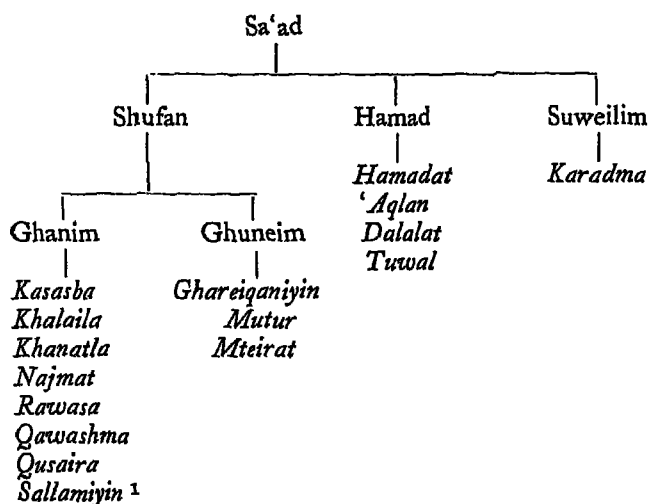 Sa‘ad
Shufan Hamad Suweilim
Hamadat Karadma
‘Aqlan
Ghanim Ghuneim Dalalat
Tuwal
Kasasba Ghareiqaniyin
Khalaila Mutur
Khanatla Mteirat
Najmat
Rawasa
Qawashma
Qusaira
Sallamiyin ¹